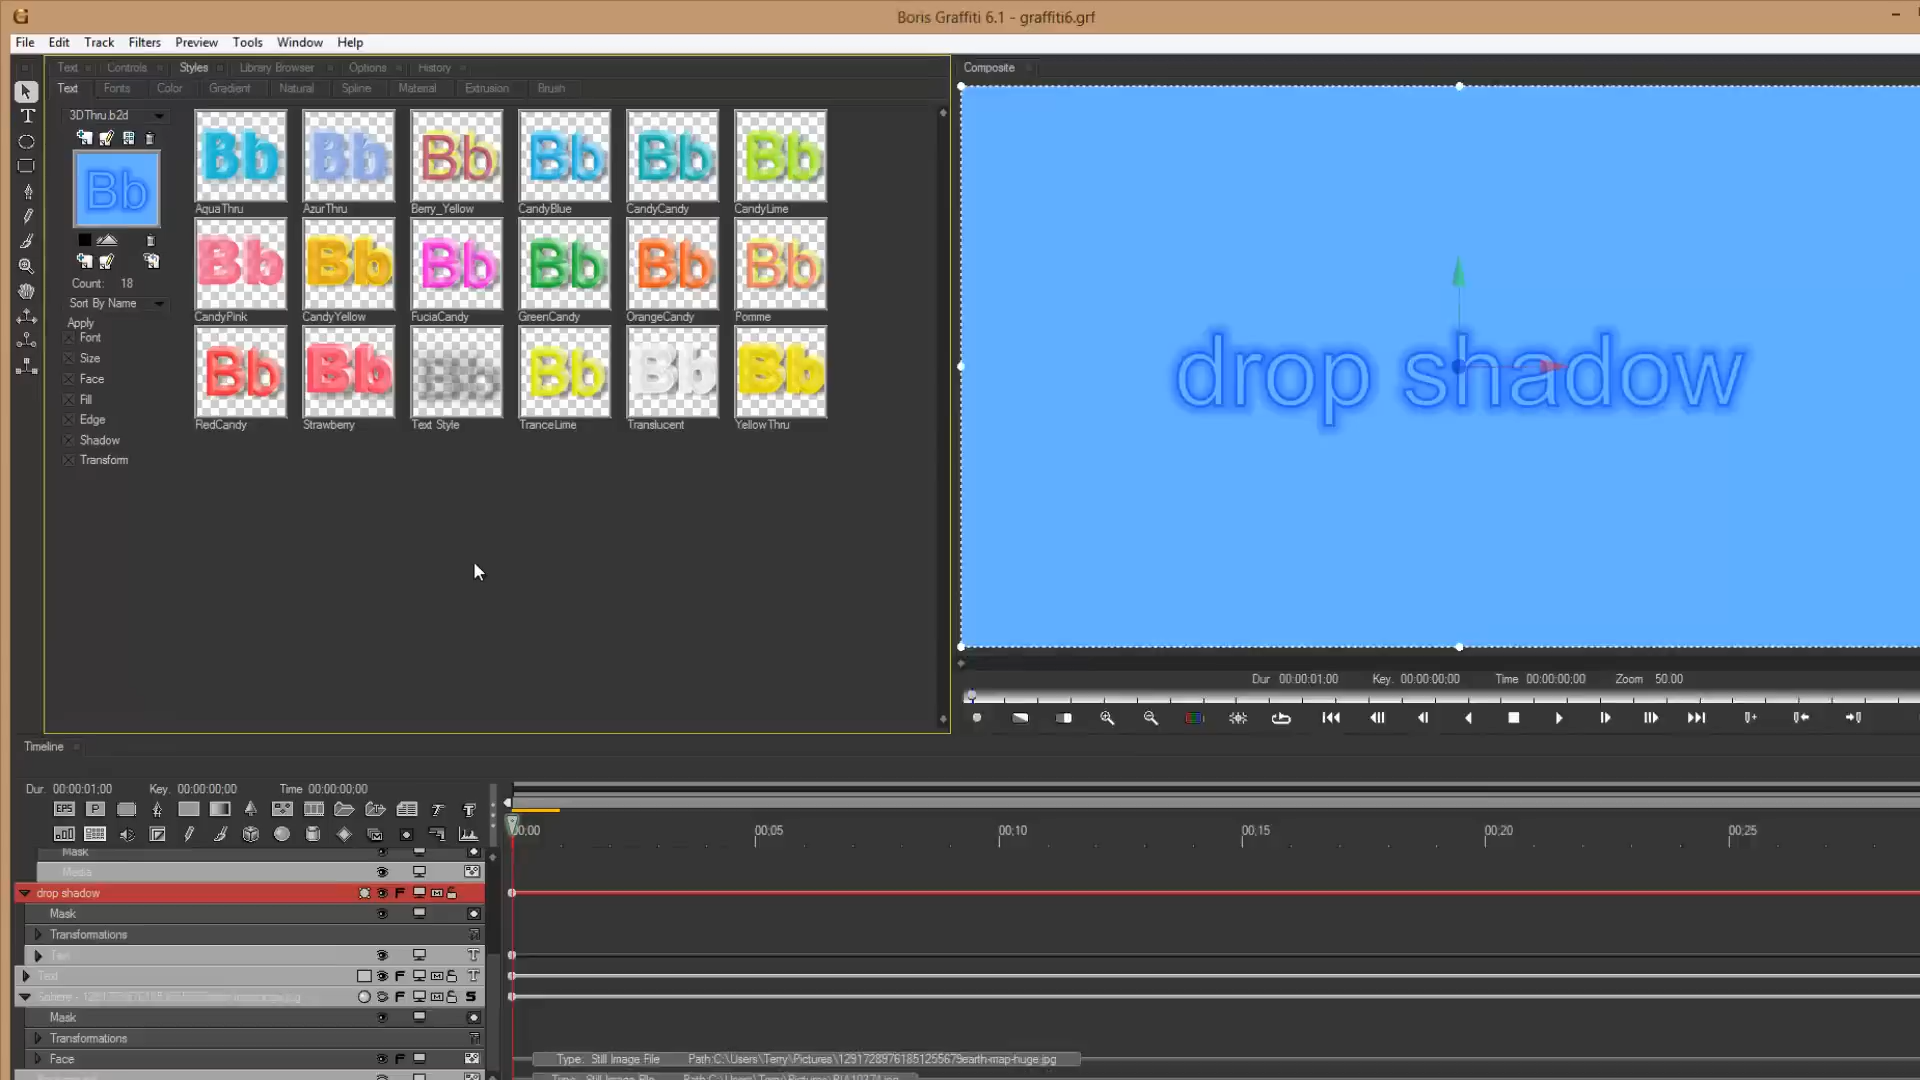 Boris Graffiti 6.1 - graffiti6.grf
File Edit Track Filters Preview Tools Window Help
Text Controls Styles Library Browser Options History
Composite
Text Fonts Color Gradient Natural Spline Material Extrusion Brush
3DThru.b2d
Bb
Count: 18
Sort By Name
Apply
Font
Size
Face
Fill
Edge
Shadow
Transform
Bb Bb Bb Bb Bb Bb
AquaThru AzurThru Berry_Yellow CandyBlue CandyCandy CandyLime
Bb Bb Bb Bb Bb Bb
CandyPink CandyYellow FuciaCandy GreenCandy OrangeCandy Pomme
Bb Bb Bb Bb Bb Bb
RedCandy Strawberry Text Style TranceLime Translucent YellowThru
drop shadow
Dur 00:00:01;00 Key. 00:00:00;00 Time 00:00:00;00 Zoom 50.00
Timeline
Dur. 00:00:01;00 Key. 00:00:00;00 Time 00:00:00;00
EPS P
00;00 00;05 00;10 00;15 00;20 00;25
Mask
Media
drop shadow
Mask
Transformations
Text
Mask
Transformations
Face
Type: Still Image File Path:C:\Users\Terry\Pictures\12917289761851255679earth-map-huge.jpg